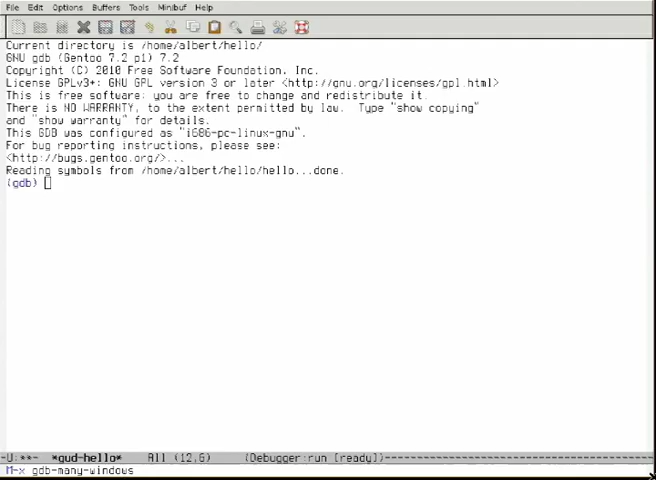 File Edit Options Buffers Tools Minibuf Help
Current directory is /home/albert/hello/
GNU gdb (Gentoo 7.2 p1) 7.2
Copyright (C) 2010 Free Software Foundation, Inc.
License GPLv3+: GNU GPL version 3 or later <http://gnu.org/licenses/gpl.html>
This is free software: you are free to change and redistribute it.
There is NO WARRANTY, to the extent permitted by law.  Type "show copying"
and "show warranty" for details.
This GDB was configured as "i686-pc-linux-gnu".
For bug reporting instructions, please see:
<http://bugs.gentoo.org/>...
Reading symbols from /home/albert/hello/hello...done.
(gdb)
-U:**-  *gud-hello*    All (12,6)     (Debugger:run [ready])
M-x gdb-many-windows